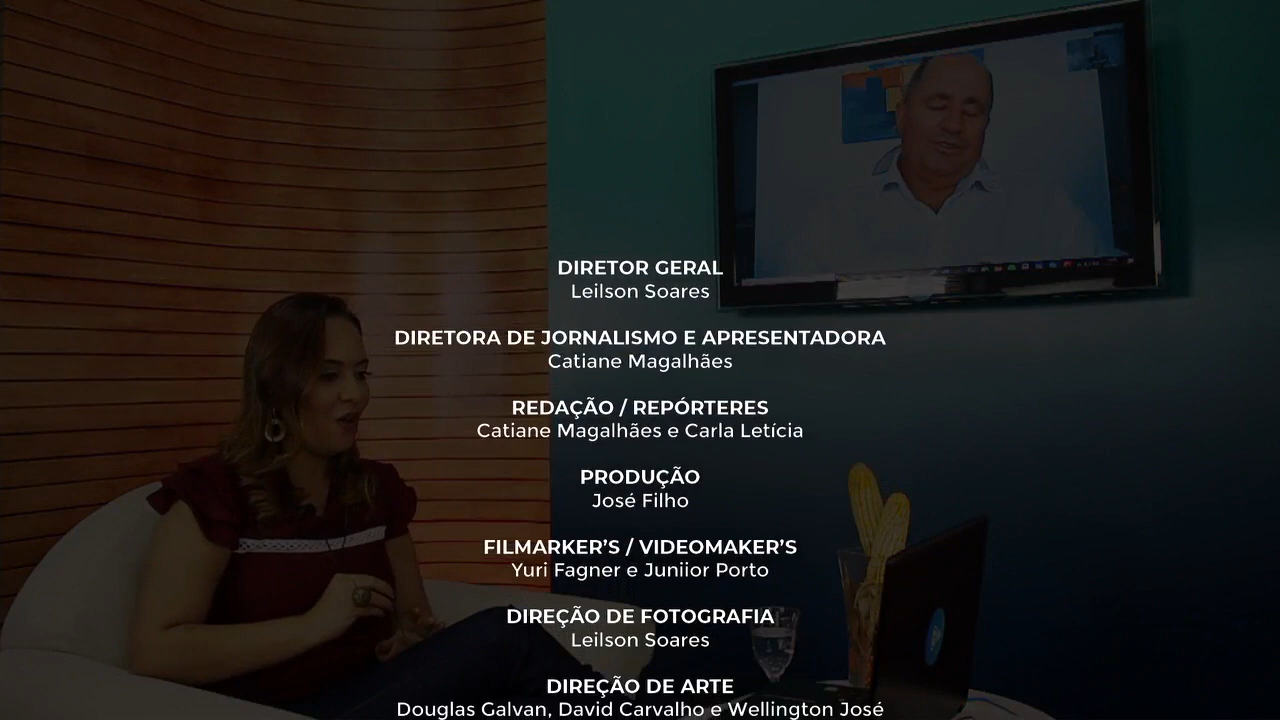 DIRETOR GERAL
Leilson Soares
DIRETORA DE JORNALISMO E APRESENTADORA
Catiane Magalhães
REDAÇÃO / REPÓRTERES
Catiane Magalhães e Carla Letícia
PRODUÇÃO
José Filho
FILMARKER'S / VIDEOMAKER'S
Yuri Fagner e Juniior Porto
DIREÇÃO DE FOTOGRAFIA
Leilson Soares
DIREÇÃO DE ARTE
Douglas Galvan, David Carvalho e Wellington José